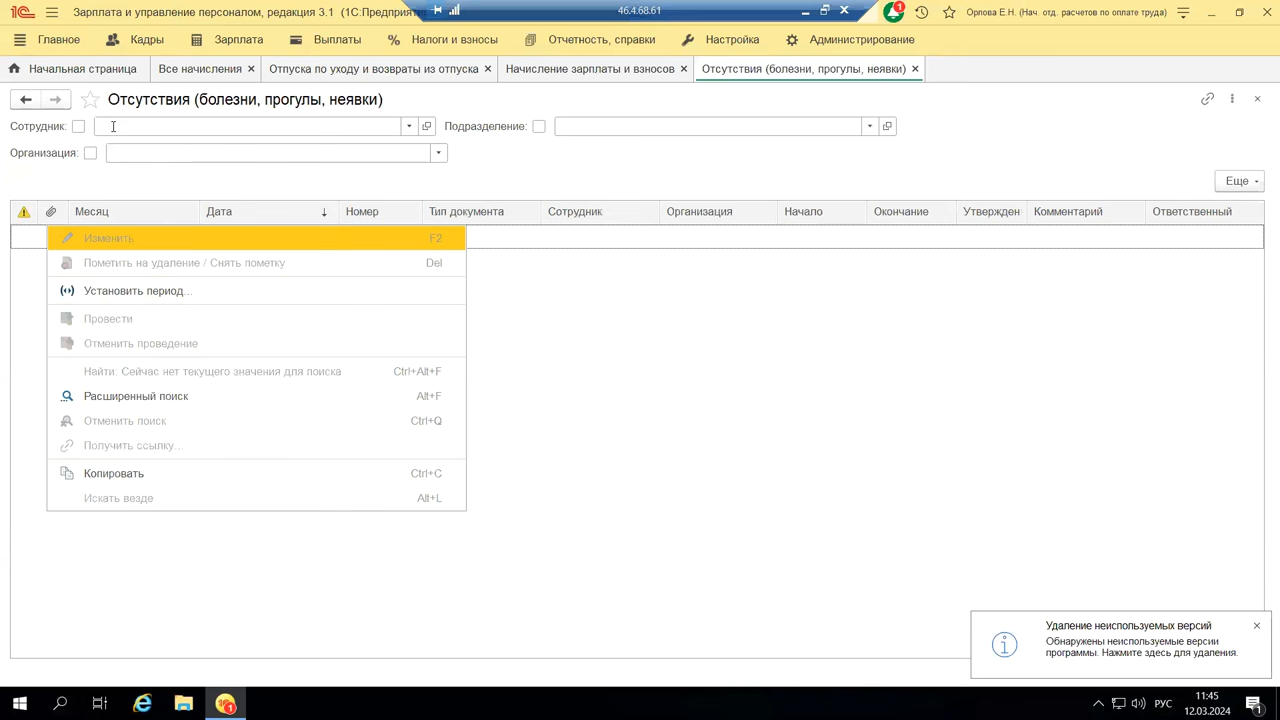 Зарплата и управление персоналом, редакция 3.1 (1С:Предприятие
46.4.68.61
1
Орлова Е.Н. (Нач. отд. расчетов по оплате труда)
Главное Кадры Зарплата Выплаты Налоги и взносы Отчетность, справки Настройка Администрирование
Начальная страница Все начисления Отпуска по уходу и возвраты из отпуска Начисление зарплаты и взносов Отсутствия (болезни, прогулы, неявки)
Отсутствия (болезни, прогулы, неявки)
Сотрудник: Подразделение:
Организация:
Еще
Месяц Дата Номер Тип документа Сотрудник Организация Начало Окончание Утвержден Комментарий Ответственный
Изменить F2
Пометить на удаление / Снять пометку Del
Установить период...
Провести
Отменить проведение
Найти: Сейчас нет текущего значения для поиска Ctrl+Alt+F
Расширенный поиск Alt+F
Отменить поиск Ctrl+Q
Получить ссылку...
Копировать Ctrl+C
Искать везде Alt+L
Удаление неиспользуемых версий
Обнаружены неиспользуемые версии
программы. Нажмите здесь для удаления.
РУС
11:45
12.03.2024
1
1